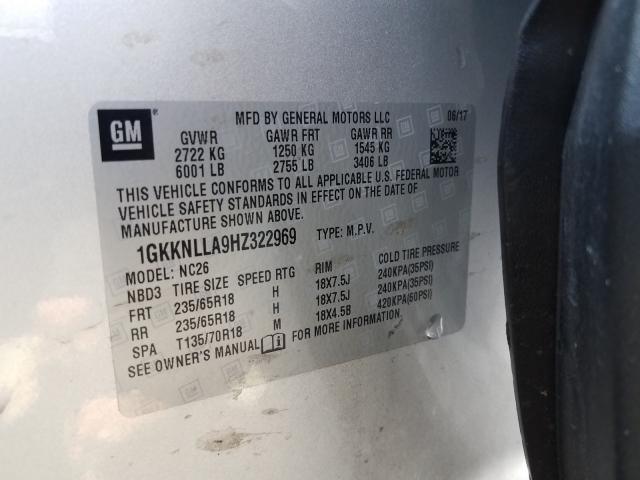 GM
MFD BY GENERAL MOTORS LLC 06/17
GVWR GAWR FRT GAWR RR
2722 KG 1250 KG 1545 KG
6001 LB 2755 LB 3406 LB
THIS VEHICLE CONFORMS TO ALL APPLICABLE U.S. FEDERAL MOTOR
VEHICLE SAFETY STANDARDS IN EFFECT ON THE DATE OF
MANUFACTURE SHOWN ABOVE.
1GKKNLLA9HZ322969 TYPE: M.P.V.
MODEL: NC26
NBD3 TIRE SIZE SPEED RTG RIM COLD TIRE PRESSURE
FRT 235/65R18 H 18X7.5J 240KPA(35PSI)
RR 235/65R18 H 18X7.5J 240KPA(35PSI)
SPA T135/70R18 M 18X4.5B 420KPA(60PSI)
SEE OWNER'S MANUAL FOR MORE INFORMATION.